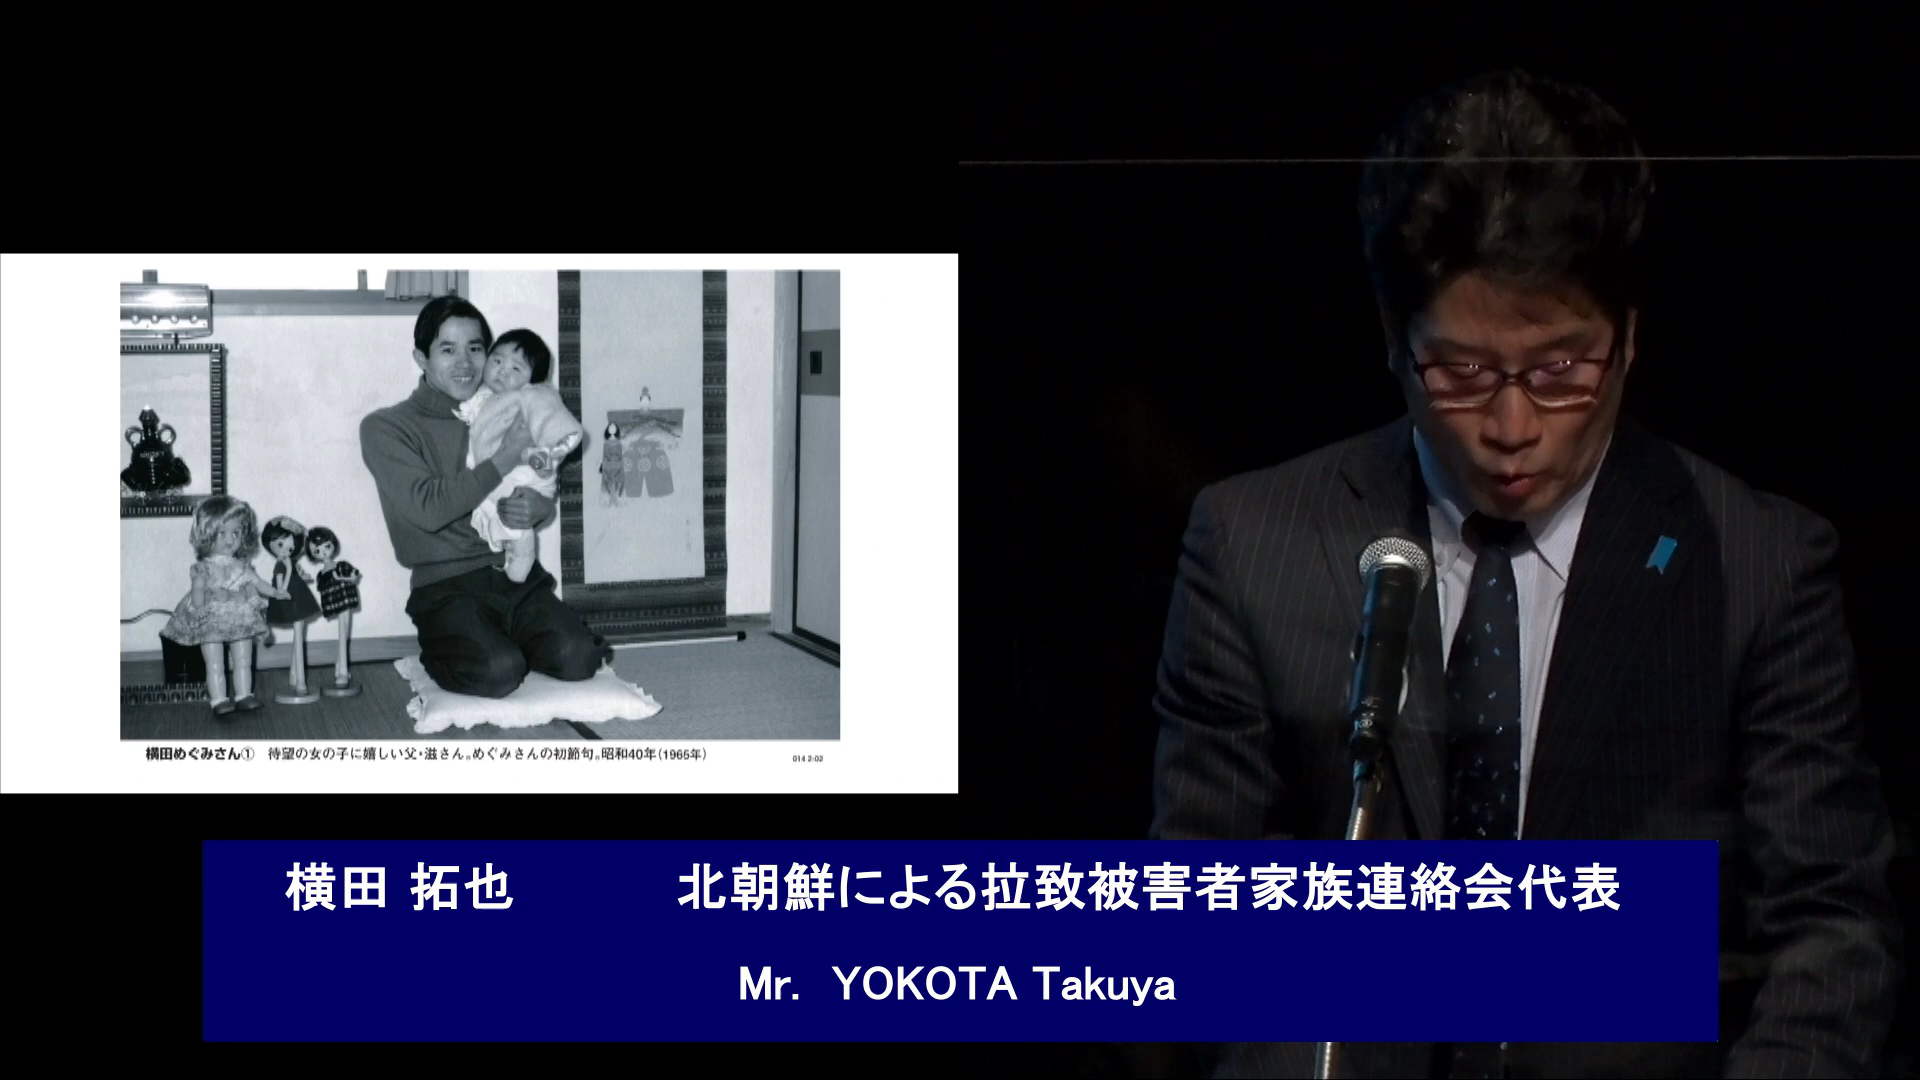 横田めぐみさん① 待望の女の子に嬉しい父・滋さん。めぐみさんの初節句。昭和40年(1965年)
014 2-02
横田 拓也 北朝鮮による拉致被害者家族連絡会代表
Mr. YOKOTA Takuya